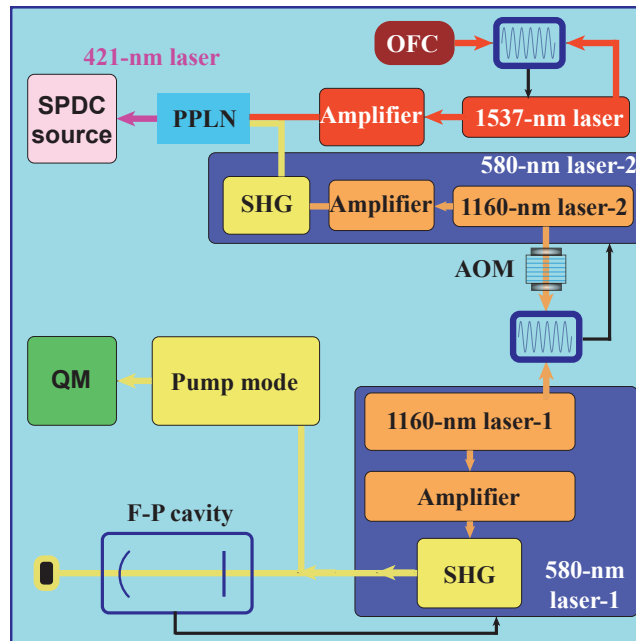 OFC
421-nm laser
SPDC
source
PPLN
Amplifier
1537-nm laser
580-nm laser-2
SHG
Amplifier
1160-nm laser-2
AOM
QM
Pump mode
1160-nm laser-1
Amplifier
F-P cavity
SHG
580-nm
laser-1